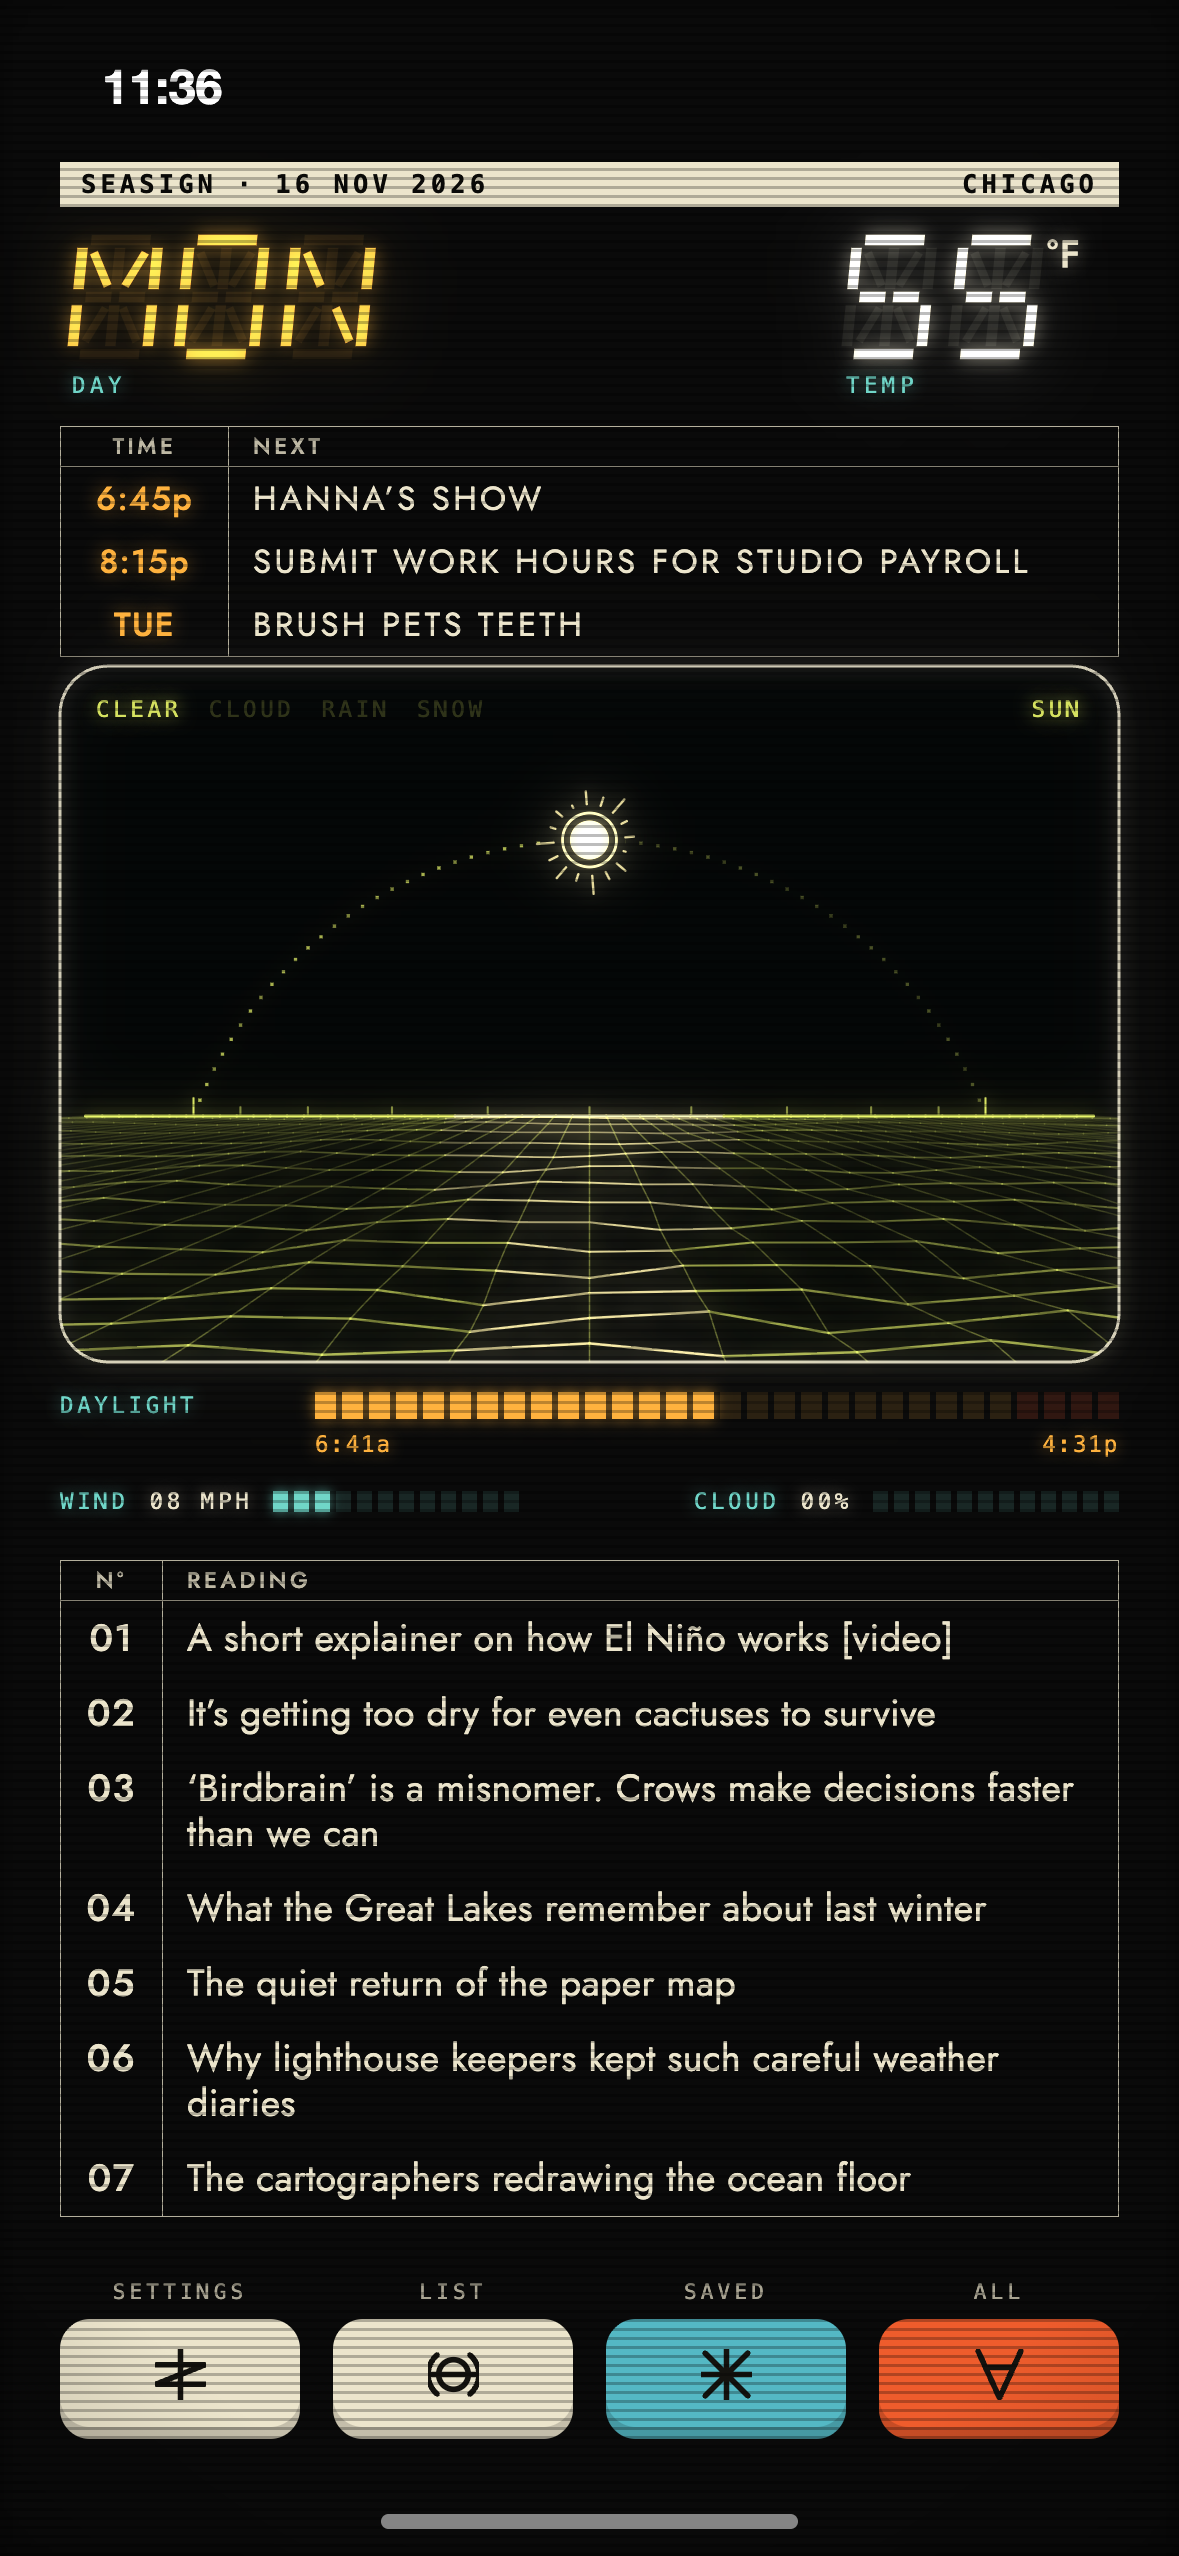 11:36
SEASIGN · 16 NOV 2026 CHICAGO
MON 55 °F
DAY TEMP
TIME NEXT
6:45p HANNA’S SHOW
8:15p SUBMIT WORK HOURS FOR STUDIO PAYROLL
TUE BRUSH PETS TEETH
CLEAR CLOUD RAIN SNOW SUN
DAYLIGHT
6:41a 4:31p
WIND 08 MPH CLOUD 00%
N° READING
01 A short explainer on how El Niño works [video]
02 It’s getting too dry for even cactuses to survive
03 ‘Birdbrain’ is a misnomer. Crows make decisions faster
than we can
04 What the Great Lakes remember about last winter
05 The quiet return of the paper map
06 Why lighthouse keepers kept such careful weather
diaries
07 The cartographers redrawing the ocean floor
SETTINGS LIST SAVED ALL